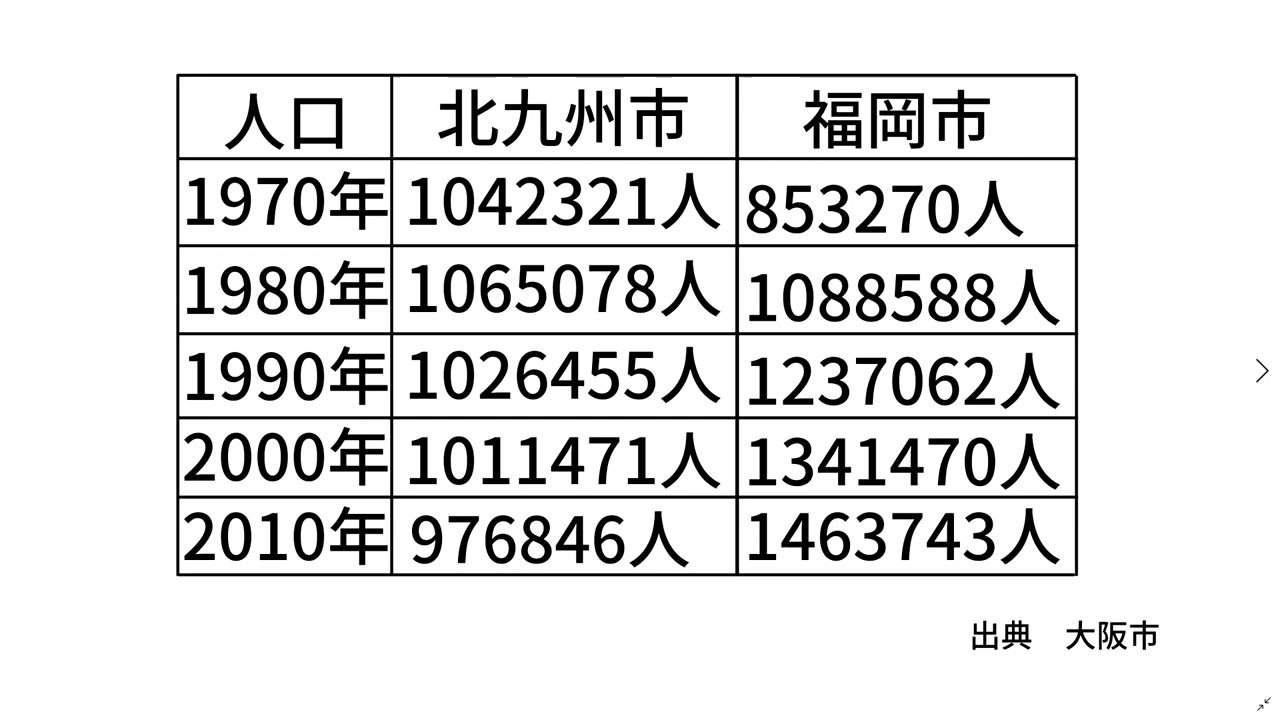 人口 北九州市 福岡市
1970年 1042321人 853270人
1980年 1065078人 1088588人
1990年 1026455人 1237062人
2000年 1011471人 1341470人
2010年 976846人 1463743人
出典　大阪市